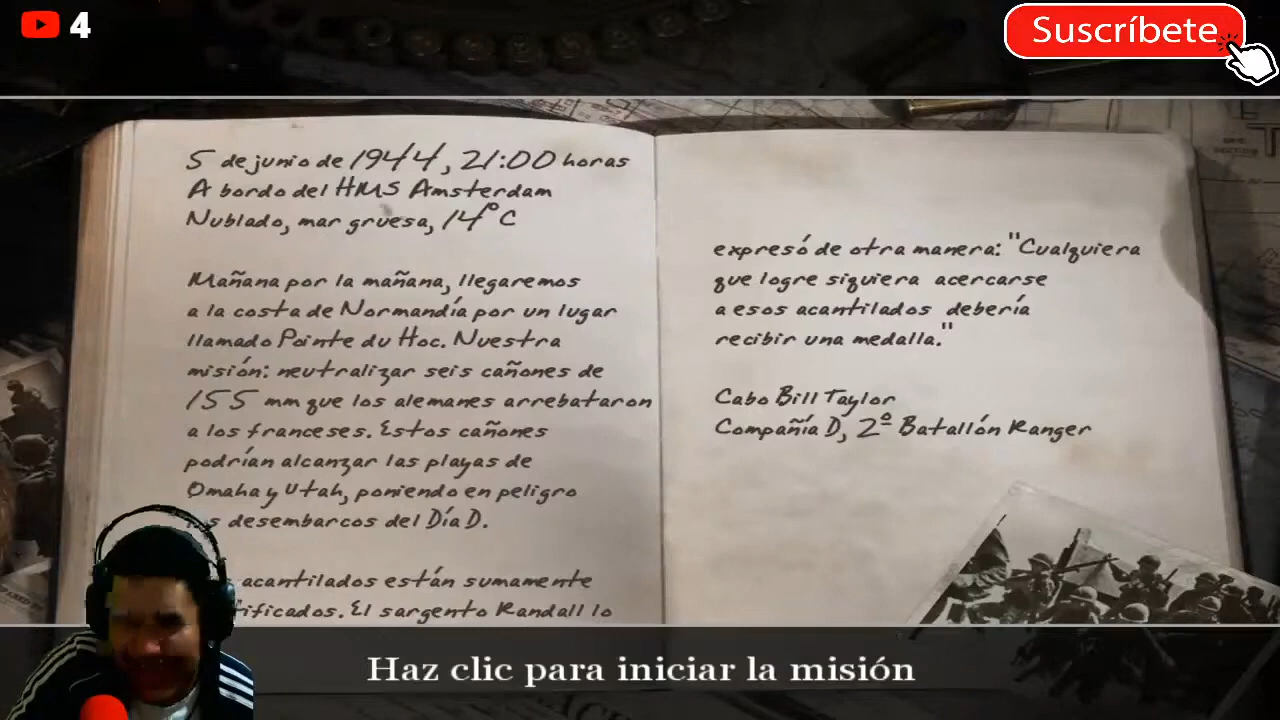 4
Suscríbete
5 de junio de 1944, 21:00 horas
A bordo del HMS Amsterdam
Nublado, mar gruesa, 14° C
Mañana por la mañana, llegaremos
a la costa de Normandía por un lugar
llamado Pointe du Hoc. Nuestra
misión: neutralizar seis cañones de
155 mm que los alemanes arrebataron
a los franceses. Estos cañones
podrían alcanzar las playas de
Omaha y Utah, poniendo en peligro
desembarcos del Día D.
acantilados están sumamente
El sargento Randall lo
expresó de otra manera: "Cualquiera
que logre siquiera acercarse
a esos acantilados debería
recibir una medalla."
Cabo Bill Taylor
Compañía D, 2º Batallón Ranger
Haz clic para iniciar la misión